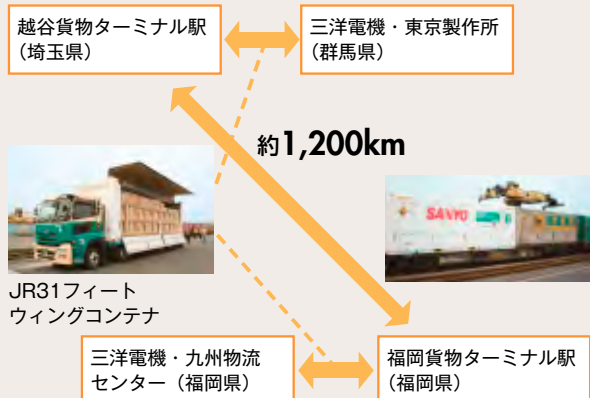 越谷貨物ターミナル駅
（埼玉県）
三洋電機・東京製作所
（群馬県）
約1,200km
SANYO
JR31フィート
ウィングコンテナ
三洋電機・九州物流
センター（福岡県）
福岡貨物ターミナル駅
（福岡県）